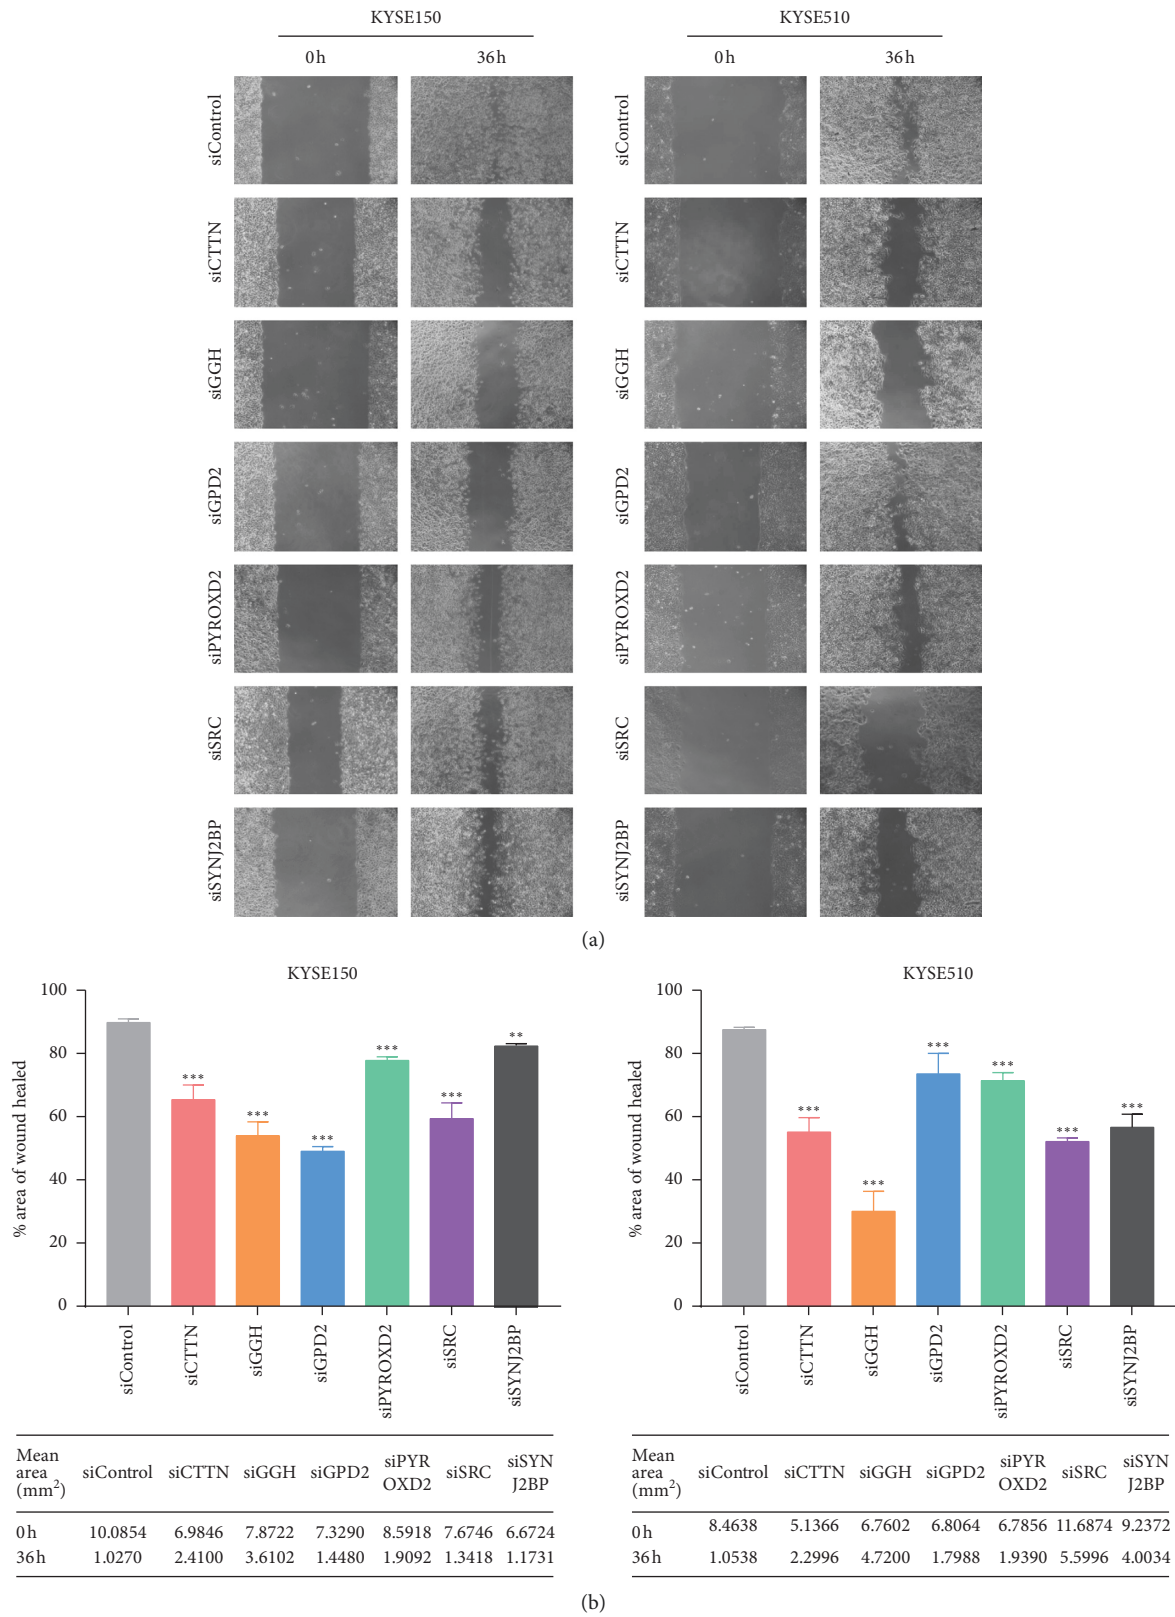 KYSE150
KYSE510
0h
36h
0h
36h
siControl
siControl
siCTTN
siCTTN
siGGH
siGGH
siGPD2
siGPD2
siPYROXD2
siPYROXD2
siSRC
siSRC
siSYNJ2BP
siSYNJ2BP
(a)
KYSE150
% area of wound healed
100
80
60
40
20
0
***
***
***
***
***
**
siControl
siCTTN
siGGH
siGPD2
siPYROXD2
siSRC
siSYNJ2BP
Mean area (mm²) siControl siCTTN siGGH siGPD2 siPYR OXD2 siSRC siSYN J2BP
0h 10.0854 6.9846 7.8722 7.3290 8.5918 7.6746 6.6724
36h 1.0270 2.4100 3.6102 1.4480 1.9092 1.3418 1.1731
KYSE510
% area of wound healed
100
80
60
40
20
0
***
***
***
***
***
***
siControl
siCTTN
siGGH
siGPD2
siPYROXD2
siSRC
siSYNJ2BP
Mean area (mm²) siControl siCTTN siGGH siGPD2 siPYR OXD2 siSRC siSYN J2BP
0h 8.4638 5.1366 6.7602 6.8064 6.7856 11.6874 9.2372
36h 1.0538 2.2996 4.7200 1.7988 1.9390 5.5996 4.0034
(b)